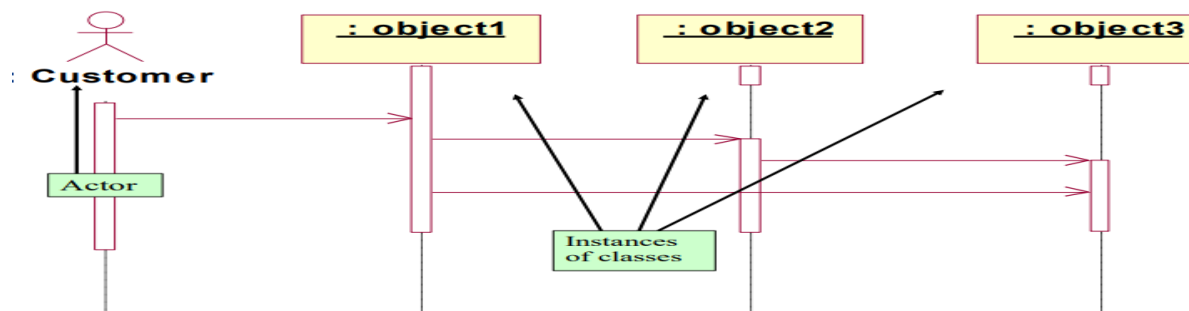 : object1
: object2
: object3
: Customer
Actor
Instances
of classes